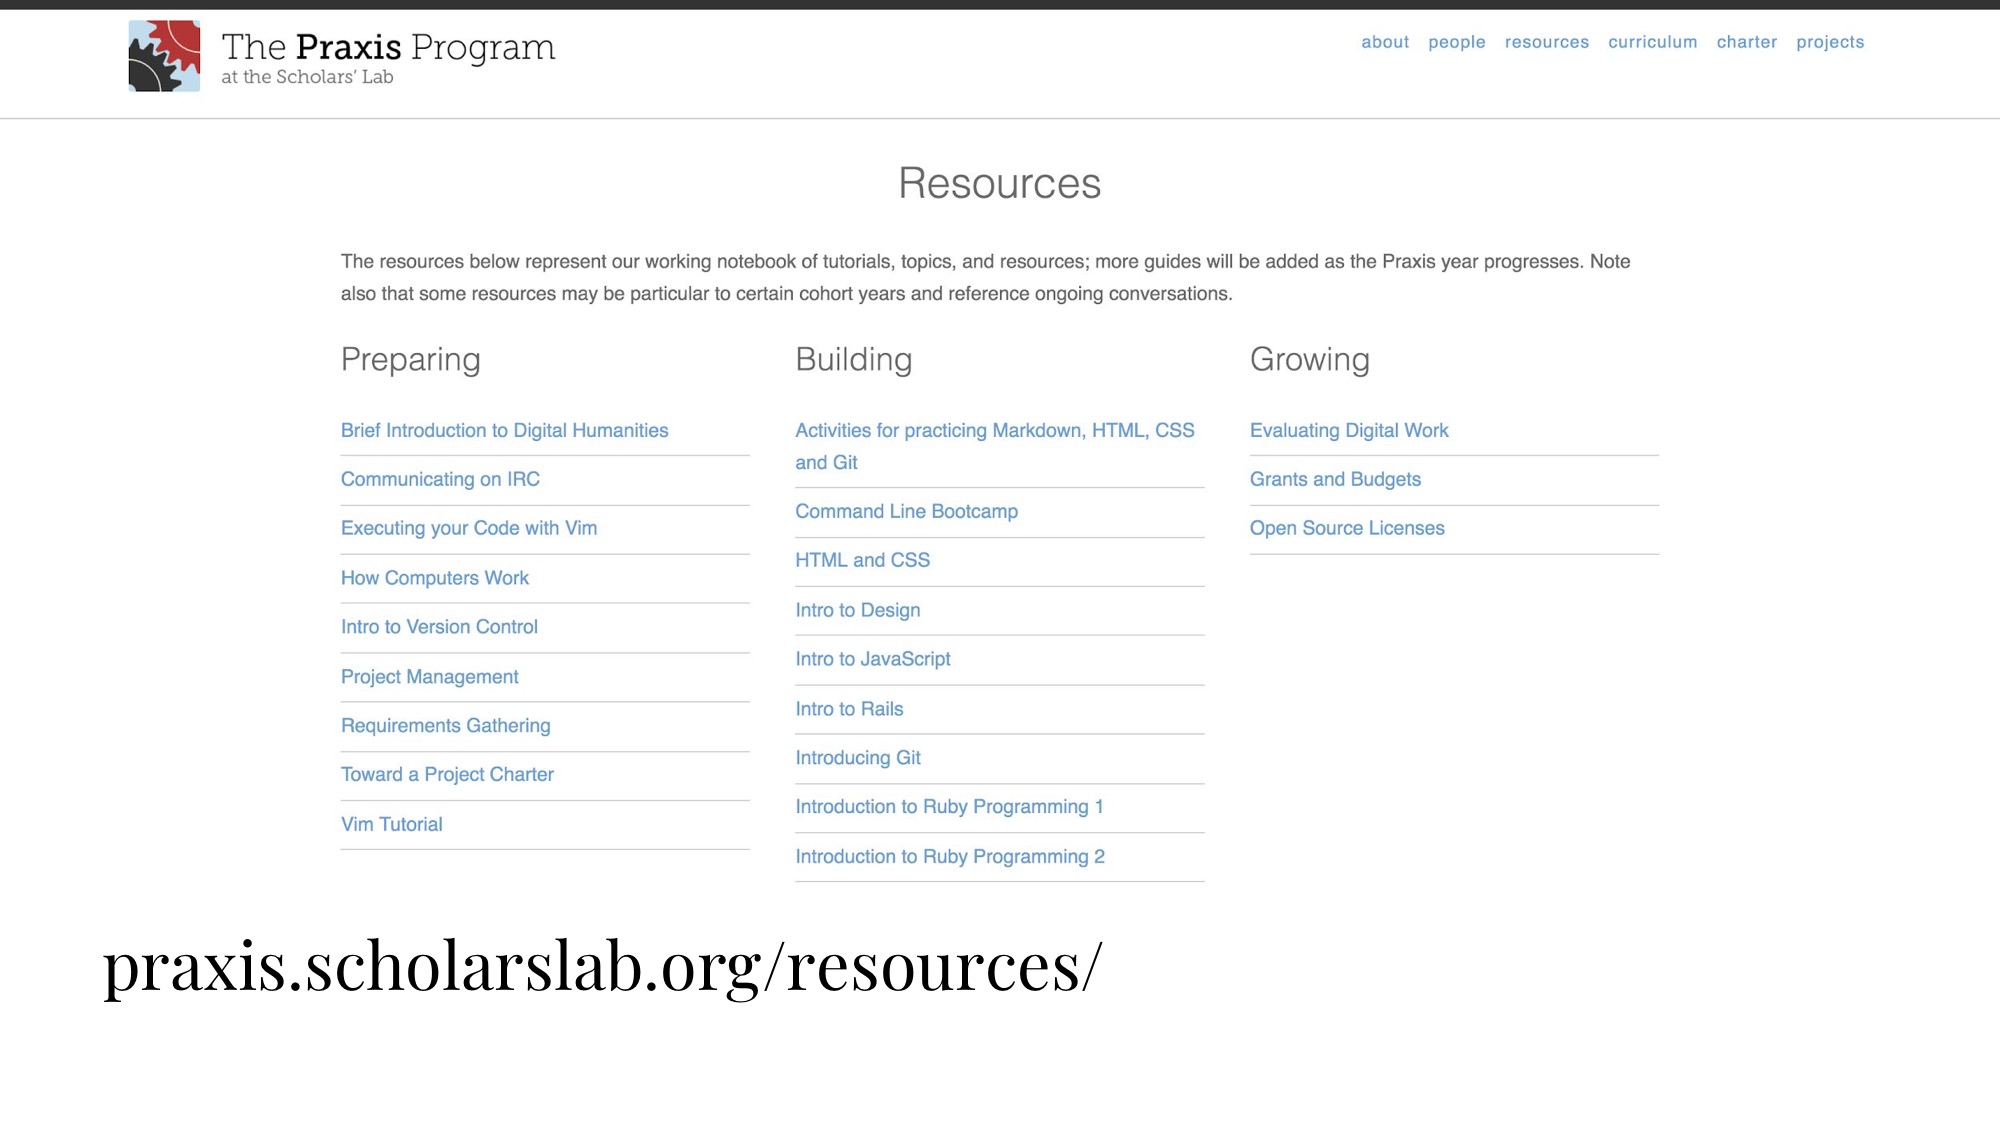 The Praxis Program
at the Scholars' Lab
about people resources curriculum charter projects
Resources
The resources below represent our working notebook of tutorials, topics, and resources; more guides will be added as the Praxis year progresses. Note
also that some resources may be particular to certain cohort years and reference ongoing conversations.
Preparing
Brief Introduction to Digital Humanities
Communicating on IRC
Executing your Code with Vim
How Computers Work
Intro to Version Control
Project Management
Requirements Gathering
Toward a Project Charter
Vim Tutorial
Building
Activities for practicing Markdown, HTML, CSS
and Git
Command Line Bootcamp
HTML and CSS
Intro to Design
Intro to JavaScript
Intro to Rails
Introducing Git
Introduction to Ruby Programming 1
Introduction to Ruby Programming 2
Growing
Evaluating Digital Work
Grants and Budgets
Open Source Licenses
praxis.scholarslab.org/resources/